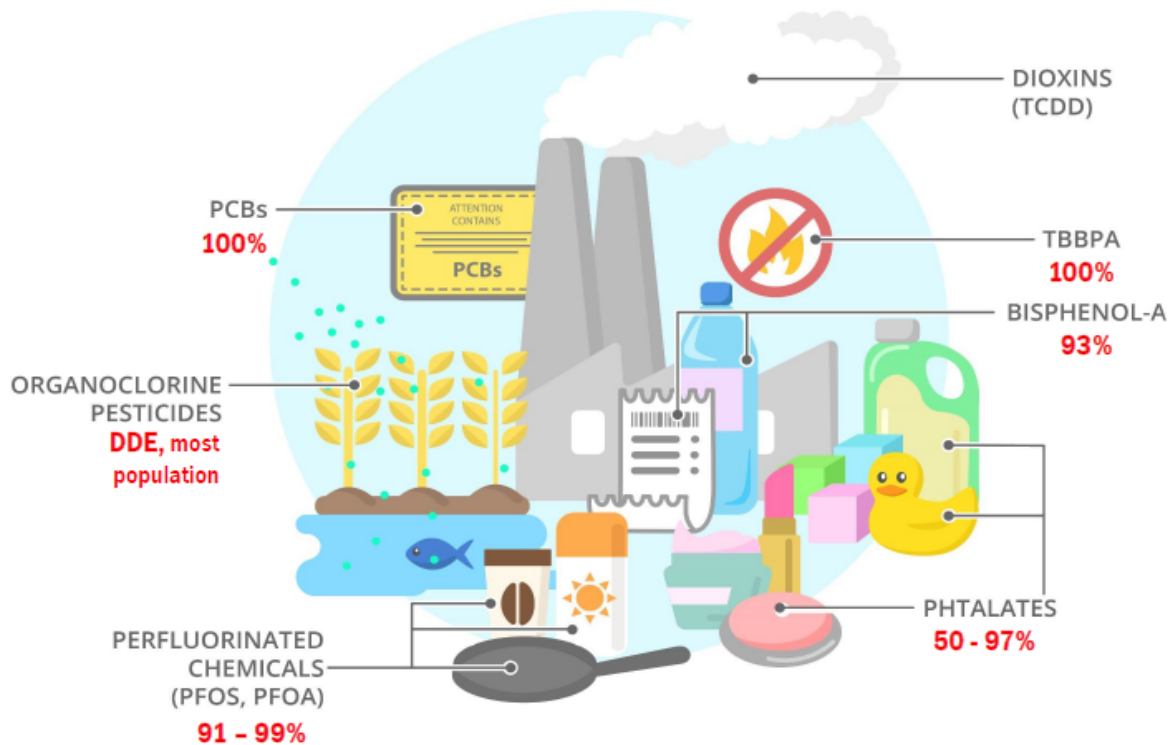 DIOXINS
(TCDD)
PCBs
100%
ATTENTION
CONTAINS
PCBs
TBBPA
100%
BISPHENOL-A
93%
ORGANOCLORINE
PESTICIDES
DDE, most
population
PHTALATES
50 - 97%
PERFLUORINATED
CHEMICALS
(PFOS, PFOA)
91 – 99%